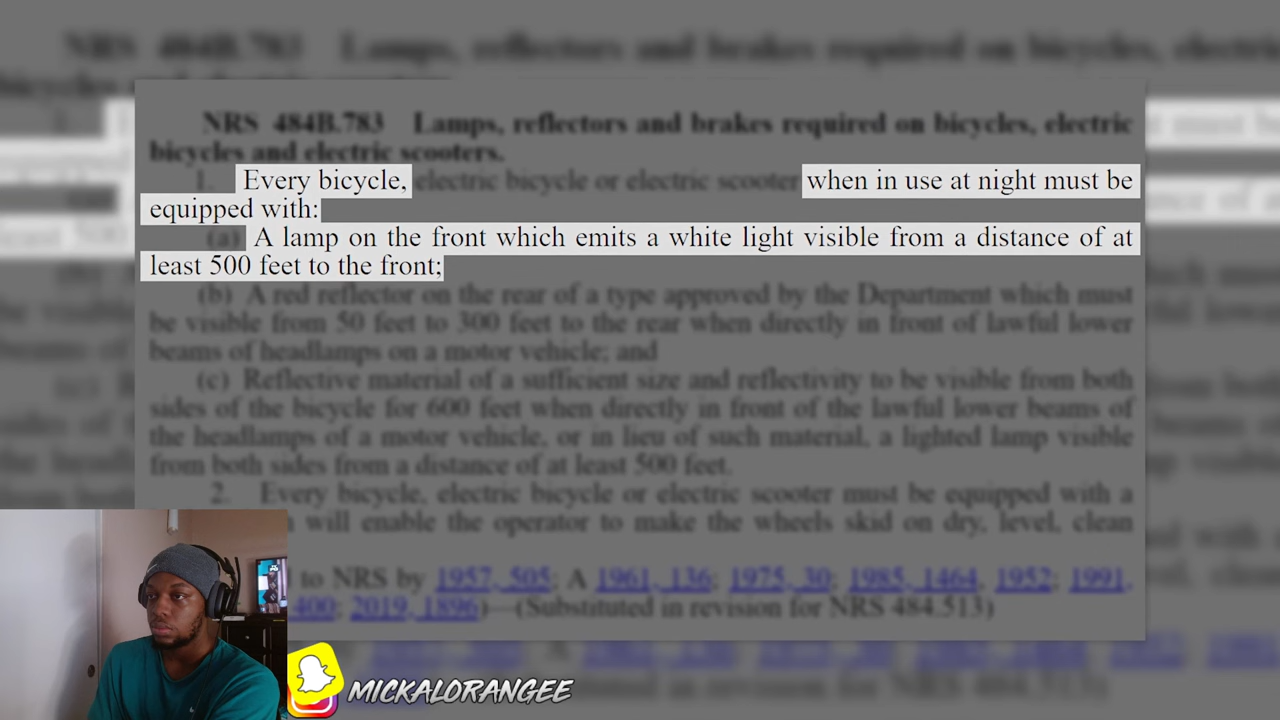 NRS 484B.783 Lamps, reflectors and brakes required on bicycles, electric
bicycles and electric scooters.
1. Every bicycle, electric bicycle or electric scooter when in use at night must be
equipped with:
(a) A lamp on the front which emits a white light visible from a distance of at
least 500 feet to the front;
(b) A red reflector on the rear of a type approved by the Department which must
be visible from 50 feet to 300 feet to the rear when directly in front of lawful lower
beams of headlamps on a motor vehicle; and
(c) Reflective material of a sufficient size and reflectivity to be visible from both
sides of the bicycle for 600 feet when directly in front of the lawful lower beams of
the headlamps of a motor vehicle, or in lieu of such material, a lighted lamp visible
from both sides from a distance of at least 500 feet.
2. Every bicycle, electric bicycle or electric scooter must be equipped with a
will enable the operator to make the wheels skid on dry, level, clean
to NRS by 1957, 505; A 1961, 136; 1975, 30; 1985, 1464, 1952; 1991,
400; 2019, 1896)—(Substituted in revision for NRS 484.513)
MICKALORANGEE